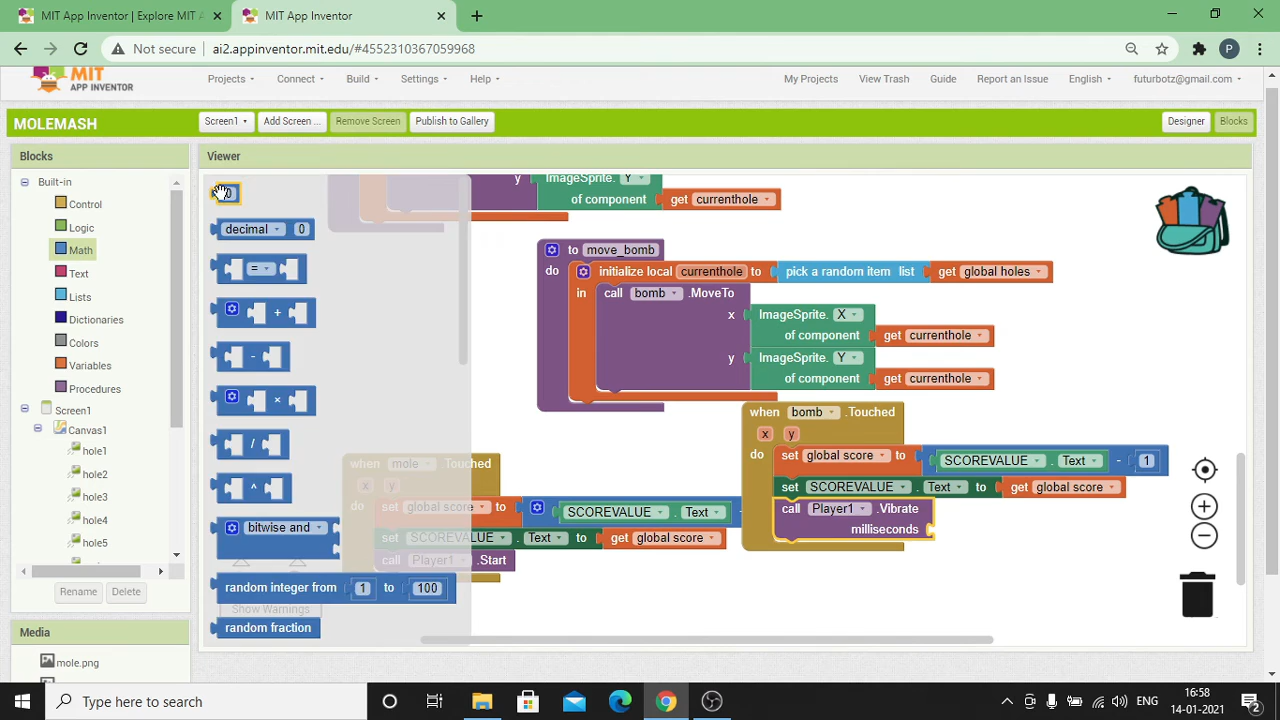 MIT App Inventor | Explore MIT A
MIT App Inventor
Not secure ai2.appinventor.mit.edu/#4552310367059968
P
MIT
APP INVENTOR
Projects Connect Build Settings Help My Projects View Trash Guide Report an Issue English futurbotz@gmail.com
MOLEMASH Screen1 Add Screen ... Remove Screen Publish to Gallery Designer Blocks
Blocks
Viewer
Built-in
Control
Logic
Math
Text
Lists
Dictionaries
Colors
Variables
Procedures
Screen1
Canvas1
hole1
hole2
hole3
hole4
hole5
Rename Delete
Media
mole.png
0
decimal 0
=
+
-
×
/
^
bitwise and
random integer from 1 to 100
Show Warnings
random fraction
y ImageSprite. Y
of component get currenthole
to move_bomb
do initialize local currenthole to pick a random item list get global holes
in call bomb .MoveTo
x ImageSprite. X
of component get currenthole
y ImageSprite. Y
of component get currenthole
when mole .Touched
x y
do set global score to SCOREVALUE . Text
set SCOREVALUE . Text to get global score
call Player1 .Start
when bomb .Touched
x y
do set global score to SCOREVALUE . Text - 1
set SCOREVALUE . Text to get global score
call Player1 .Vibrate
milliseconds
Type here to search
ENG
16:58
14-01-2021
2